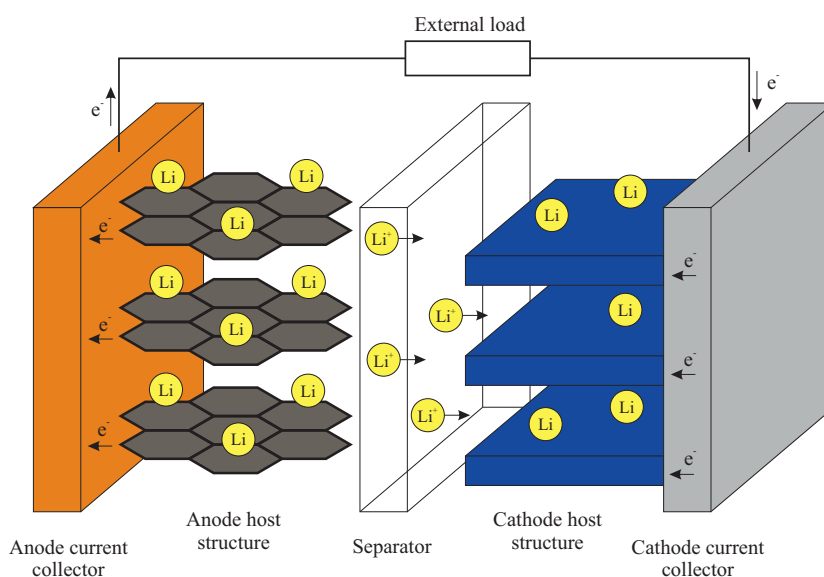 External load
e⁻
e⁻
Li
Li
Li
e⁻
Li⁺
Li
Li
e⁻
Li
Li
Li
e⁻
Li⁺
Li⁺
Li
e⁻
Li
Li
Li
e⁻
Li⁺
Li
Li
e⁻
Anode host
structure
Cathode host
structure
Anode current
collector
Separator
Cathode current
collector